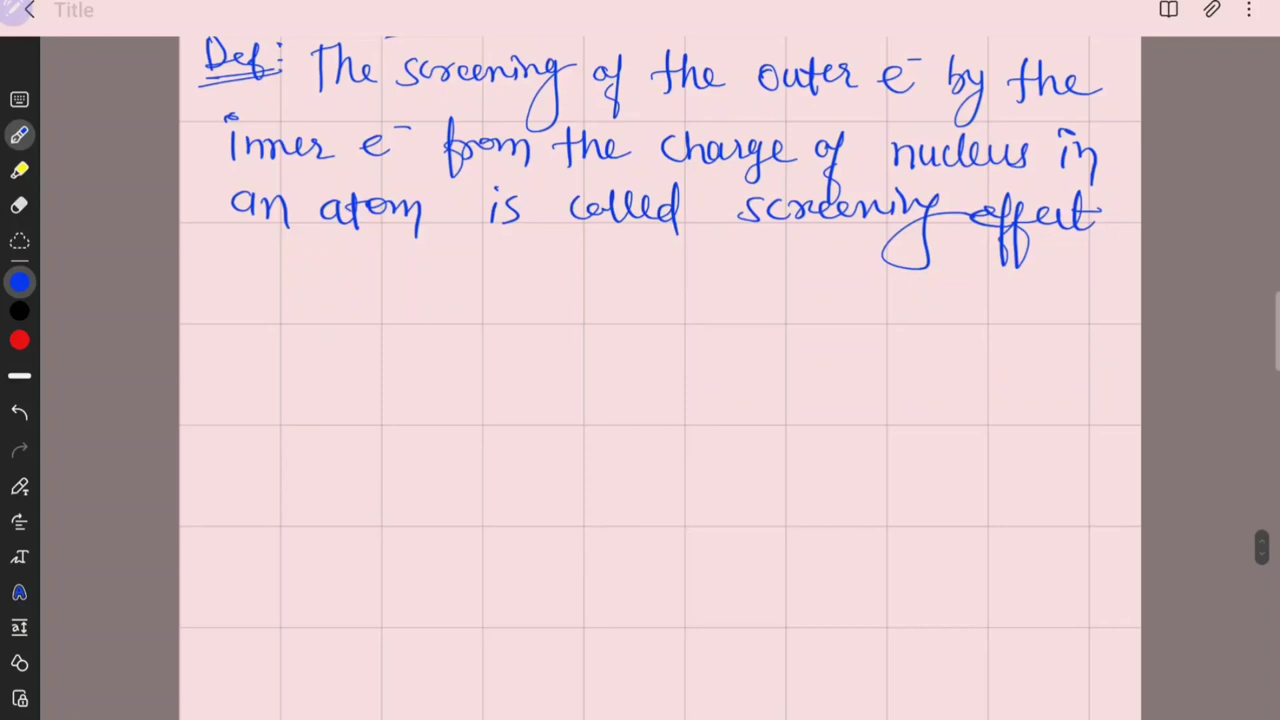 Title
Def: The screening of the outer e⁻ by the
inner e⁻ from the charge of nucleus in
an atom is called screening effect